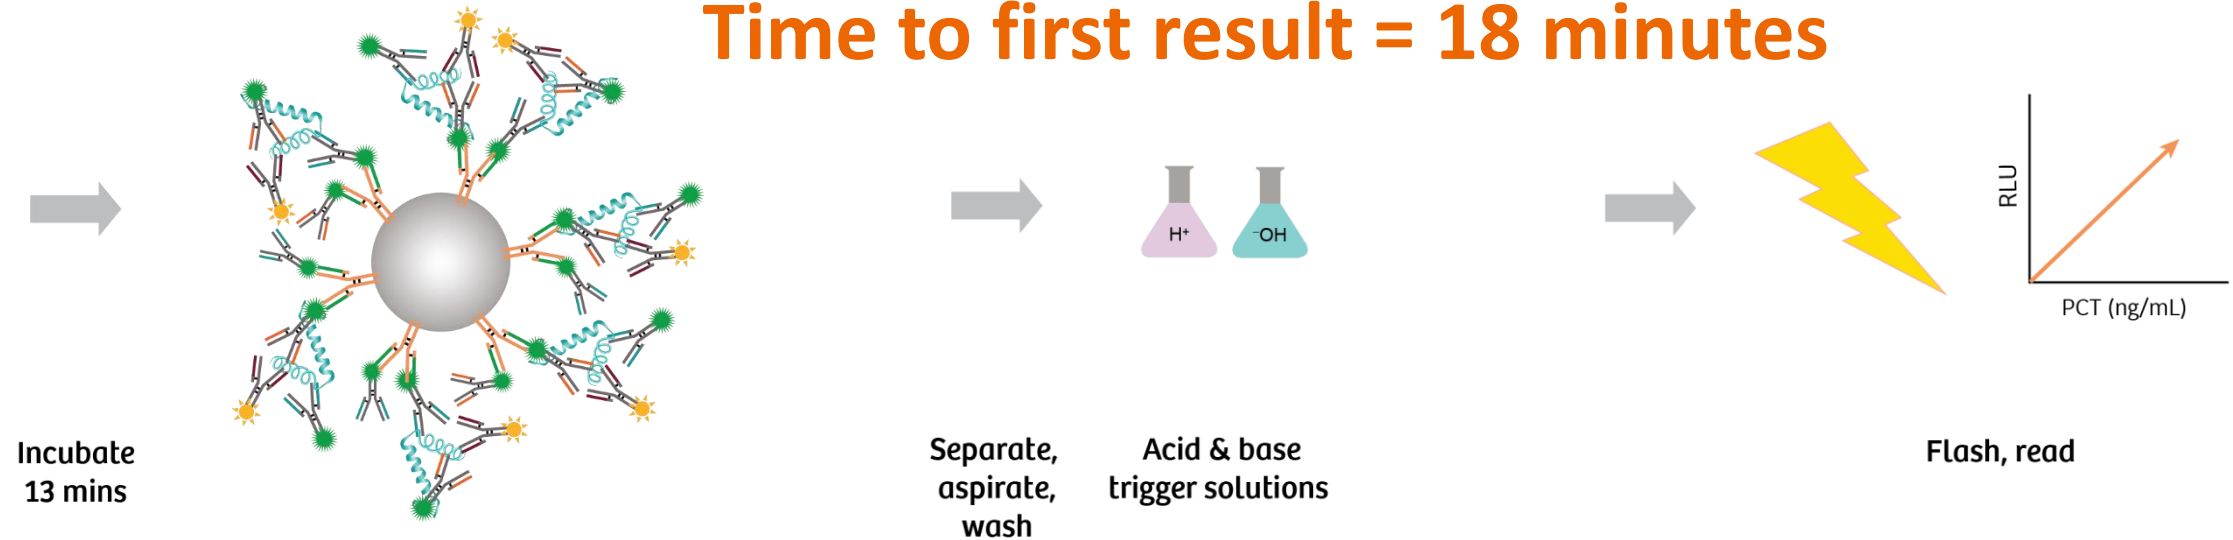 Time to first result = 18 minutes
H+
⁻OH
RLU
PCT (ng/mL)
Incubate
13 mins
Separate,
aspirate,
wash
Acid & base
trigger solutions
Flash, read